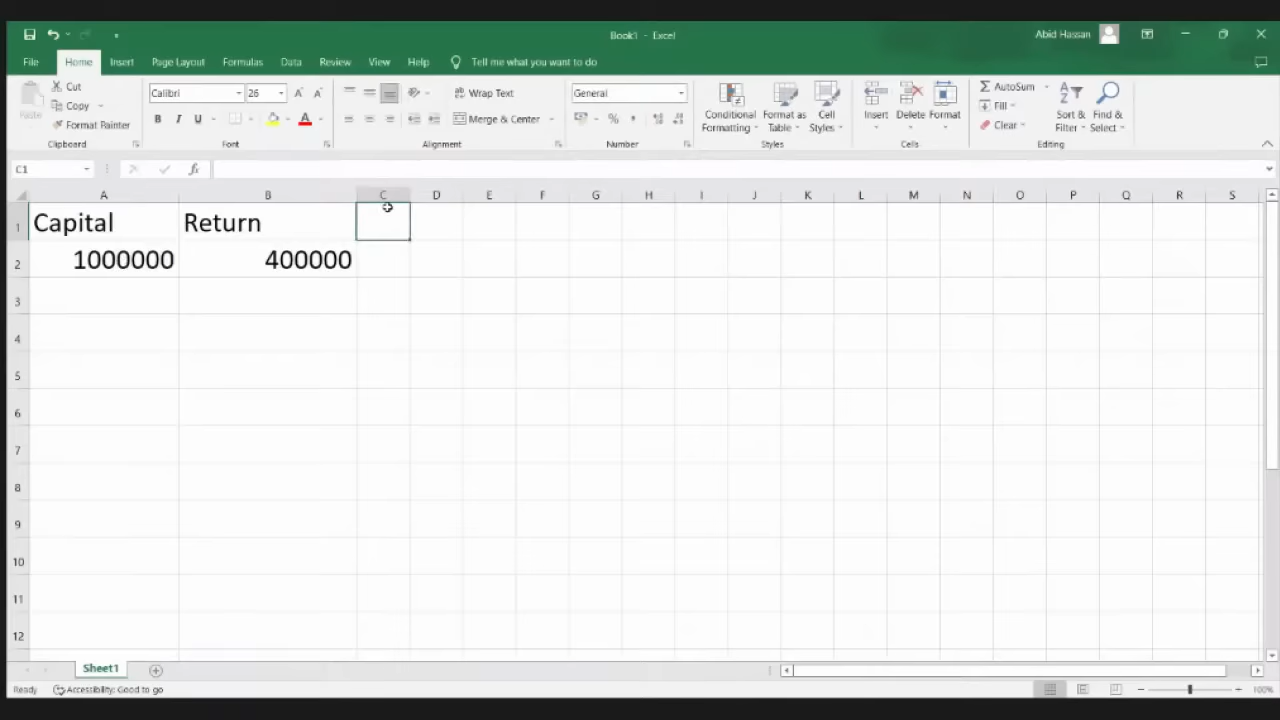 Book1 - Excel
Abid Hassan
File Home Insert Page Layout Formulas Data Review View Help Tell me what you want to do
Paste
Cut
Copy
Format Painter
Clipboard
Calibri 26
B I U
Font
Wrap Text
Merge & Center
Alignment
General
Number
Conditional Formatting
Format as Table
Cell Styles
Styles
Insert Delete Format
Cells
AutoSum
Fill
Clear
Sort & Filter
Find & Select
Editing
C1 fx
A B C D E F G H I J K L M N O P Q R S
1 Capital Return
2 1000000 400000
3
4
5
6
7
8
9
10
11
12
Sheet1
Ready Accessibility: Good to go 100%